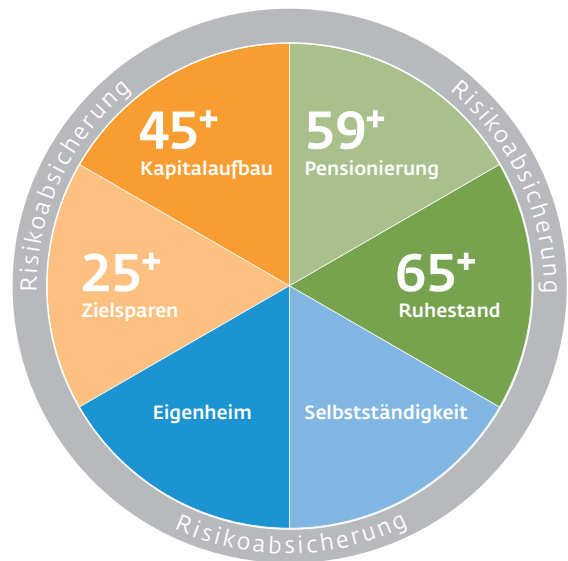 Risikoabsicherung
Risikoabsicherung
45+
Kapitalaufbau
59+
Pensionierung
25+
Zielsparen
65+
Ruhestand
Eigenheim
Selbstständigkeit
Risikoabsicherung